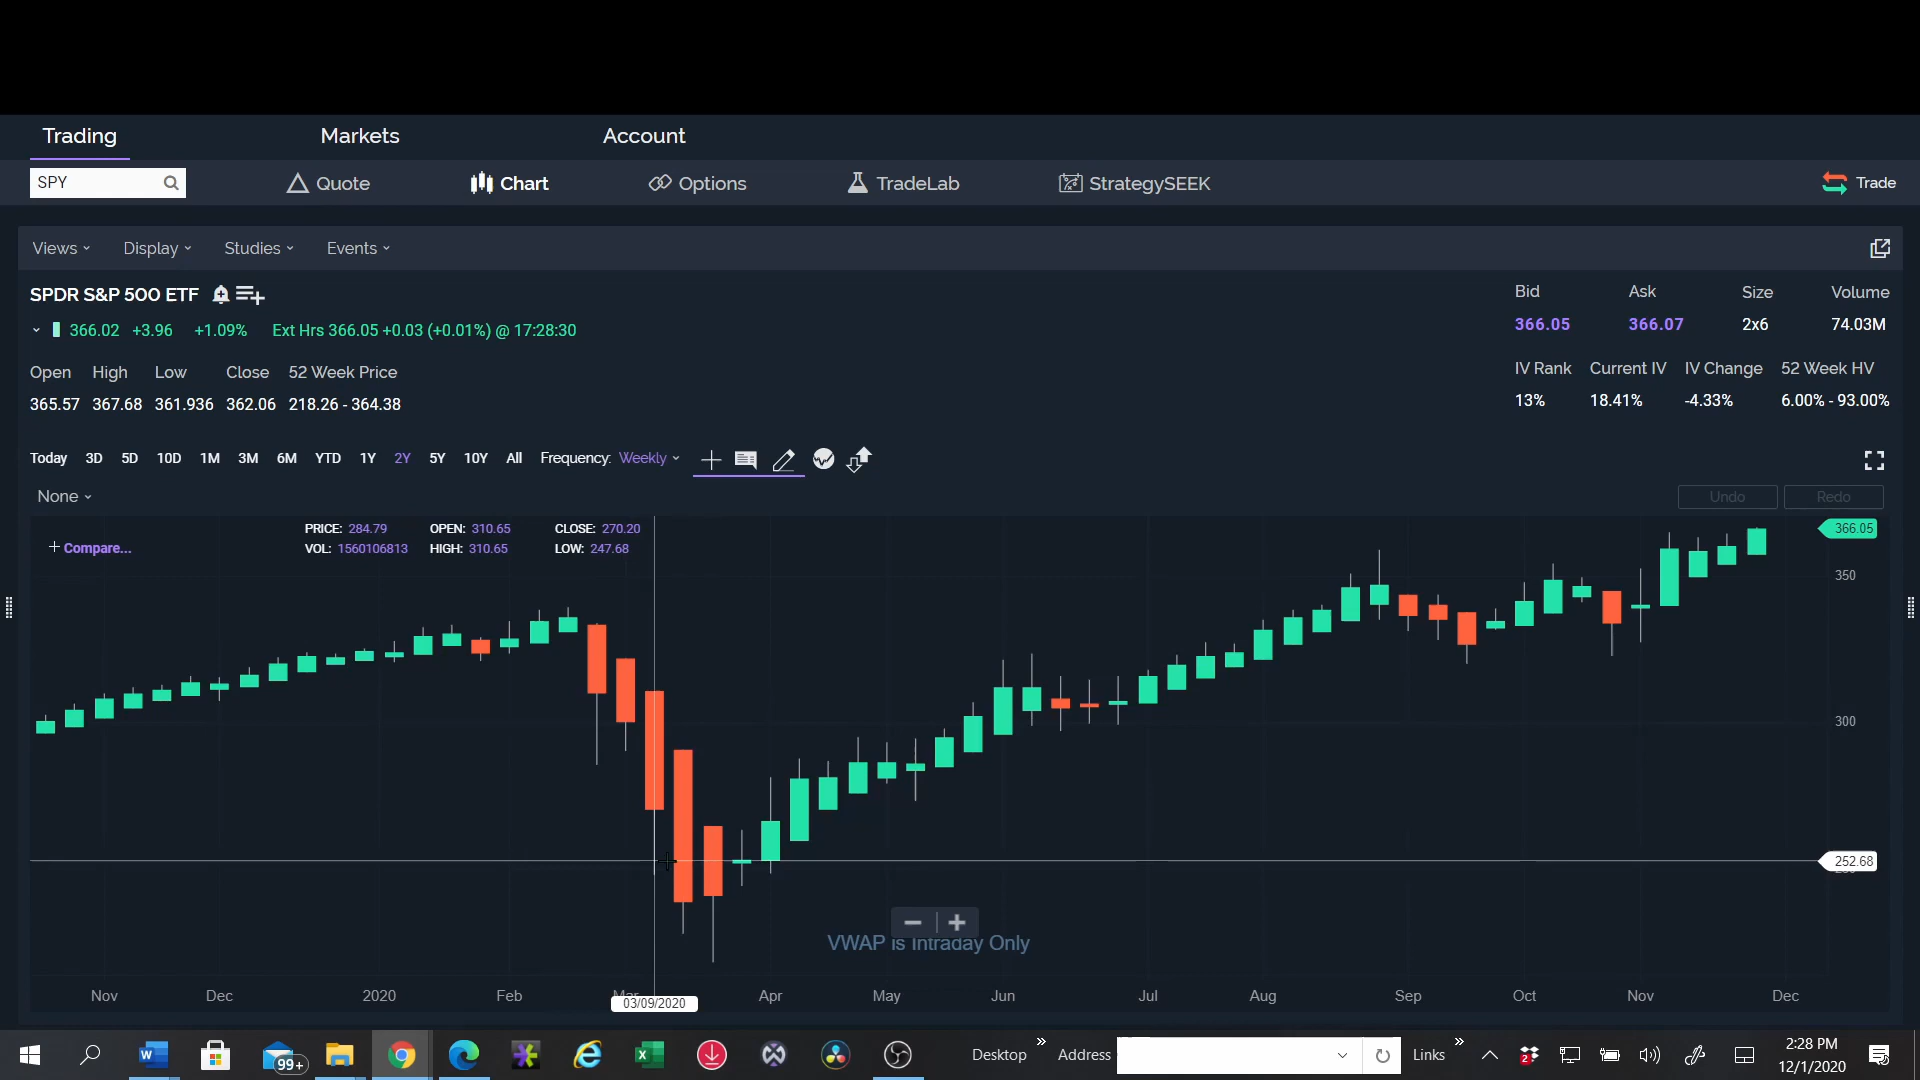 Trading Markets Account
SPY Quote Chart Options TradeLab StrategySEEK Trade
Views Display Studies Events
SPDR S&P 500 ETF
Bid Ask Size Volume
366.02 +3.96 +1.09% Ext Hrs 366.05 +0.03 (+0.01%) @ 17:28:30
366.05 366.07 2x6 74.03M
Open High Low Close 52 Week Price
IV Rank Current IV IV Change 52 Week HV
365.57 367.68 361.936 362.06 218.26 - 364.38
13% 18.41% -4.33% 6.00% - 93.00%
Today 3D 5D 10D 1M 3M 6M YTD 1Y 2Y 5Y 10Y All Frequency: Weekly
None Undo Redo
PRICE: 284.79 OPEN: 310.65 CLOSE: 270.20
+ Compare...
VOL: 1560106813 HIGH: 310.65 LOW: 247.68
366.05
350
300
252.68
VWAP is Intraday Only
Nov Dec 2020 Feb Mar Apr May Jun Jul Aug Sep Oct Nov Dec
03/09/2020
99+ Desktop Address Links 2
2:28 PM
12/1/2020